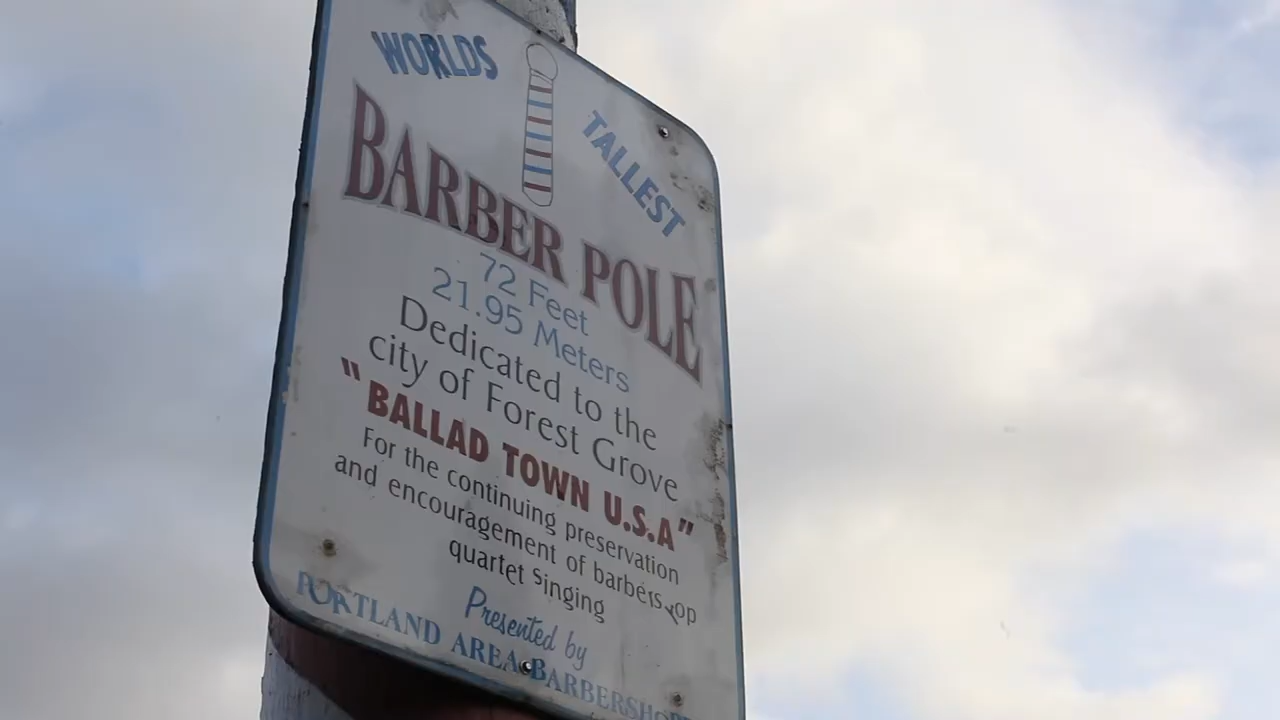 WORLDS
TALLEST
BARBER POLE
72 Feet
21.95 Meters
Dedicated to the
city of Forest Grove
"BALLAD TOWN U.S.A"
For the continuing preservation
and encouragement of barbershop
quartet singing
Presented by
PORTLAND AREA BARBERSHOP